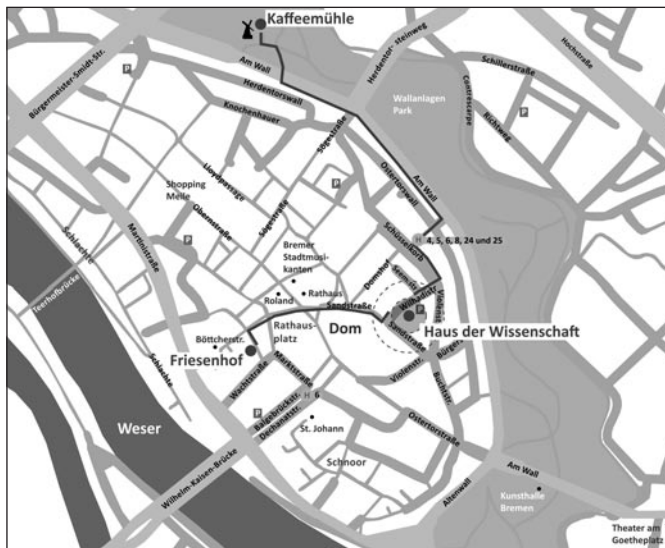 Kaffeemühle
Bürgermeister-Smidt-Str.
P
Am Wall
Herdentorswall
Knochenhauer
Herdentor- steinweg
Hochstraße
Schillerstraße
Contrescarpe
Richtweg
P
Wallanlagen
Park
Sögestraße
Lloydpassage
Shopping
Meile
Obernstraße
P
P
Sögestraße
Ostertorswall
Am Wall
Schüsselkorb
H 4, 5, 6, 8, 24 und 25
Schlachte
Martinistraße
Teerhofbrücke
Bremer
Stadtmusi-
kanten
Roland
Rathaus
Domshof
Sandstraße
P
Haus der Wissenschaft
Sandstraße
Rathaus-
platz
Dom
Böttcherstr.
Friesenhof
Schlachte
Wachtstraße
Marktstraße
Violenstr.
Buchtstr.
H 6
Balgebrückstr.
Dechanatstr.
P
St. Johann
Ostertorstraße
Weser
Wilhelm-Kaisen-Brücke
Schnoor
Altenwall
Am Wall
Kunsthalle
Bremen
Theater am
Goetheplatz